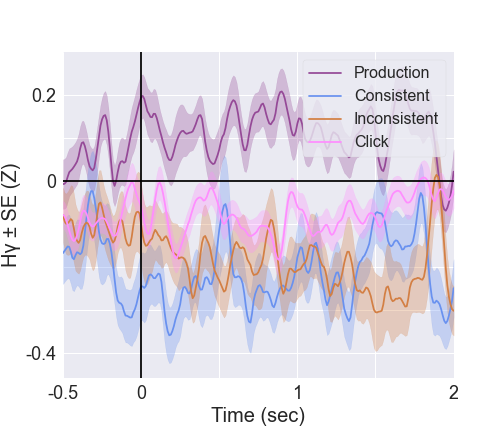 Production
Consistent
Inconsistent
Click
0.2
0
-0.4
Hγ ± SE (Z)
-0.5
0
1
2
Time (sec)